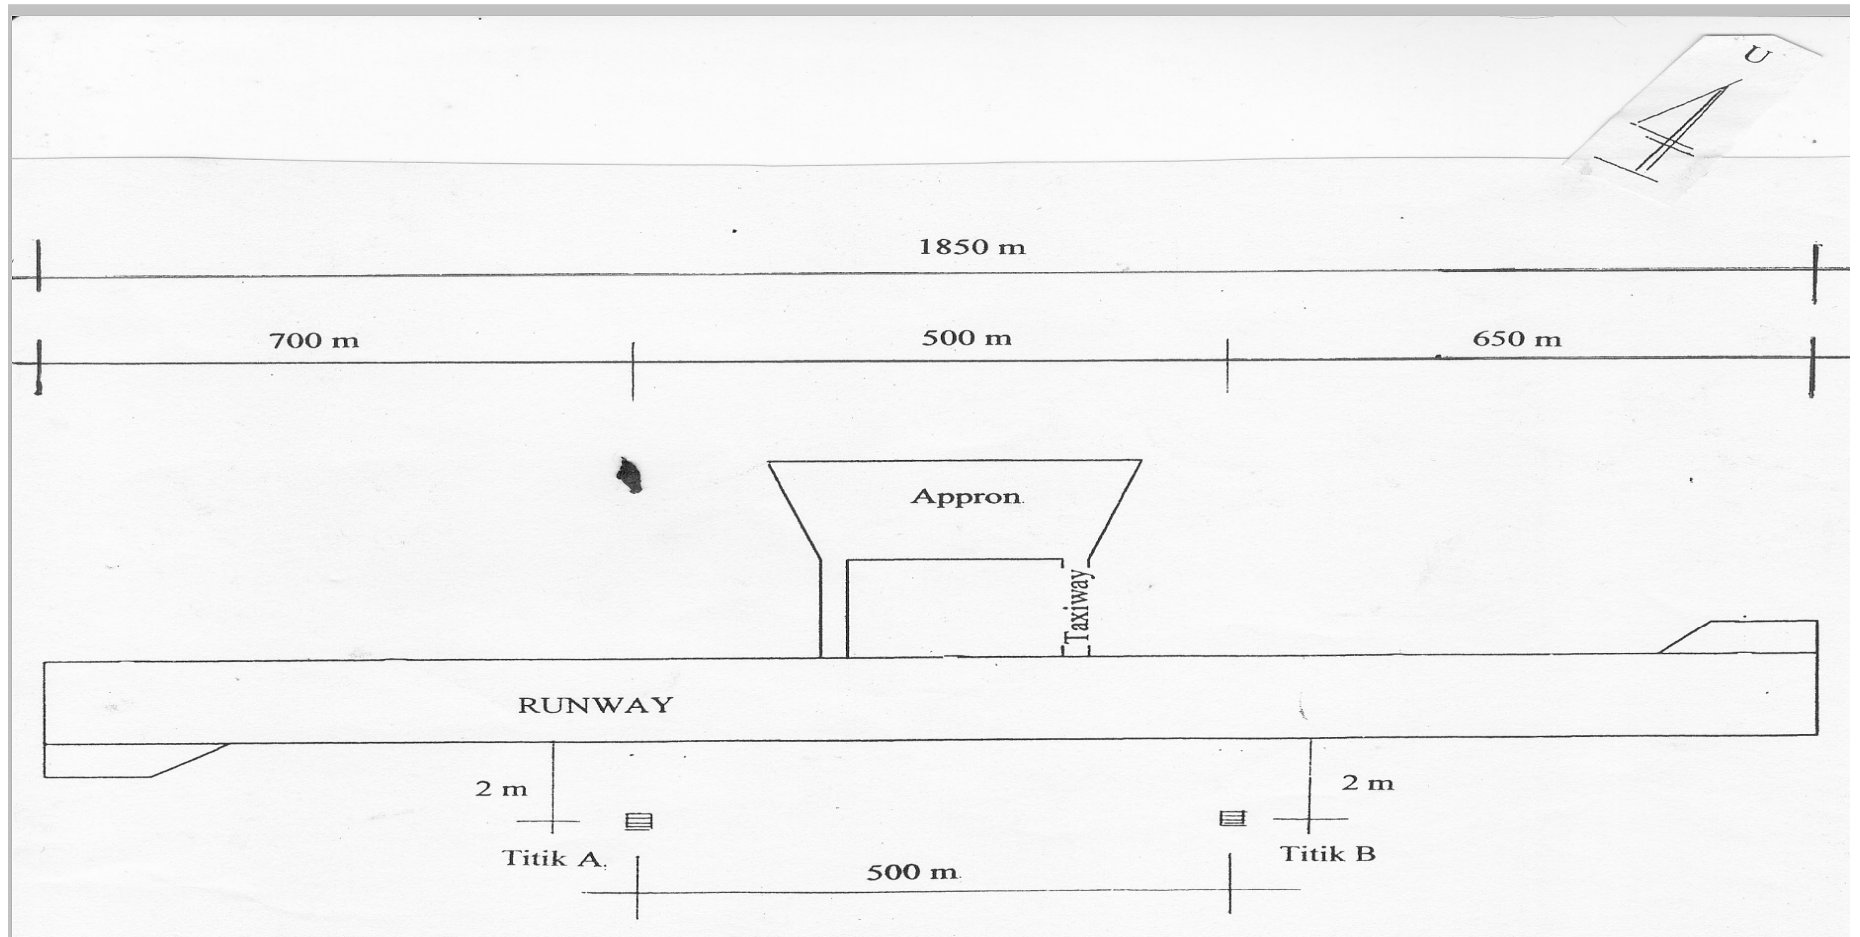 U
1850 m
700 m
500 m
650 m
Appron
Taxiway
RUNWAY
2 m
2 m
Titik A
Titik B
500 m